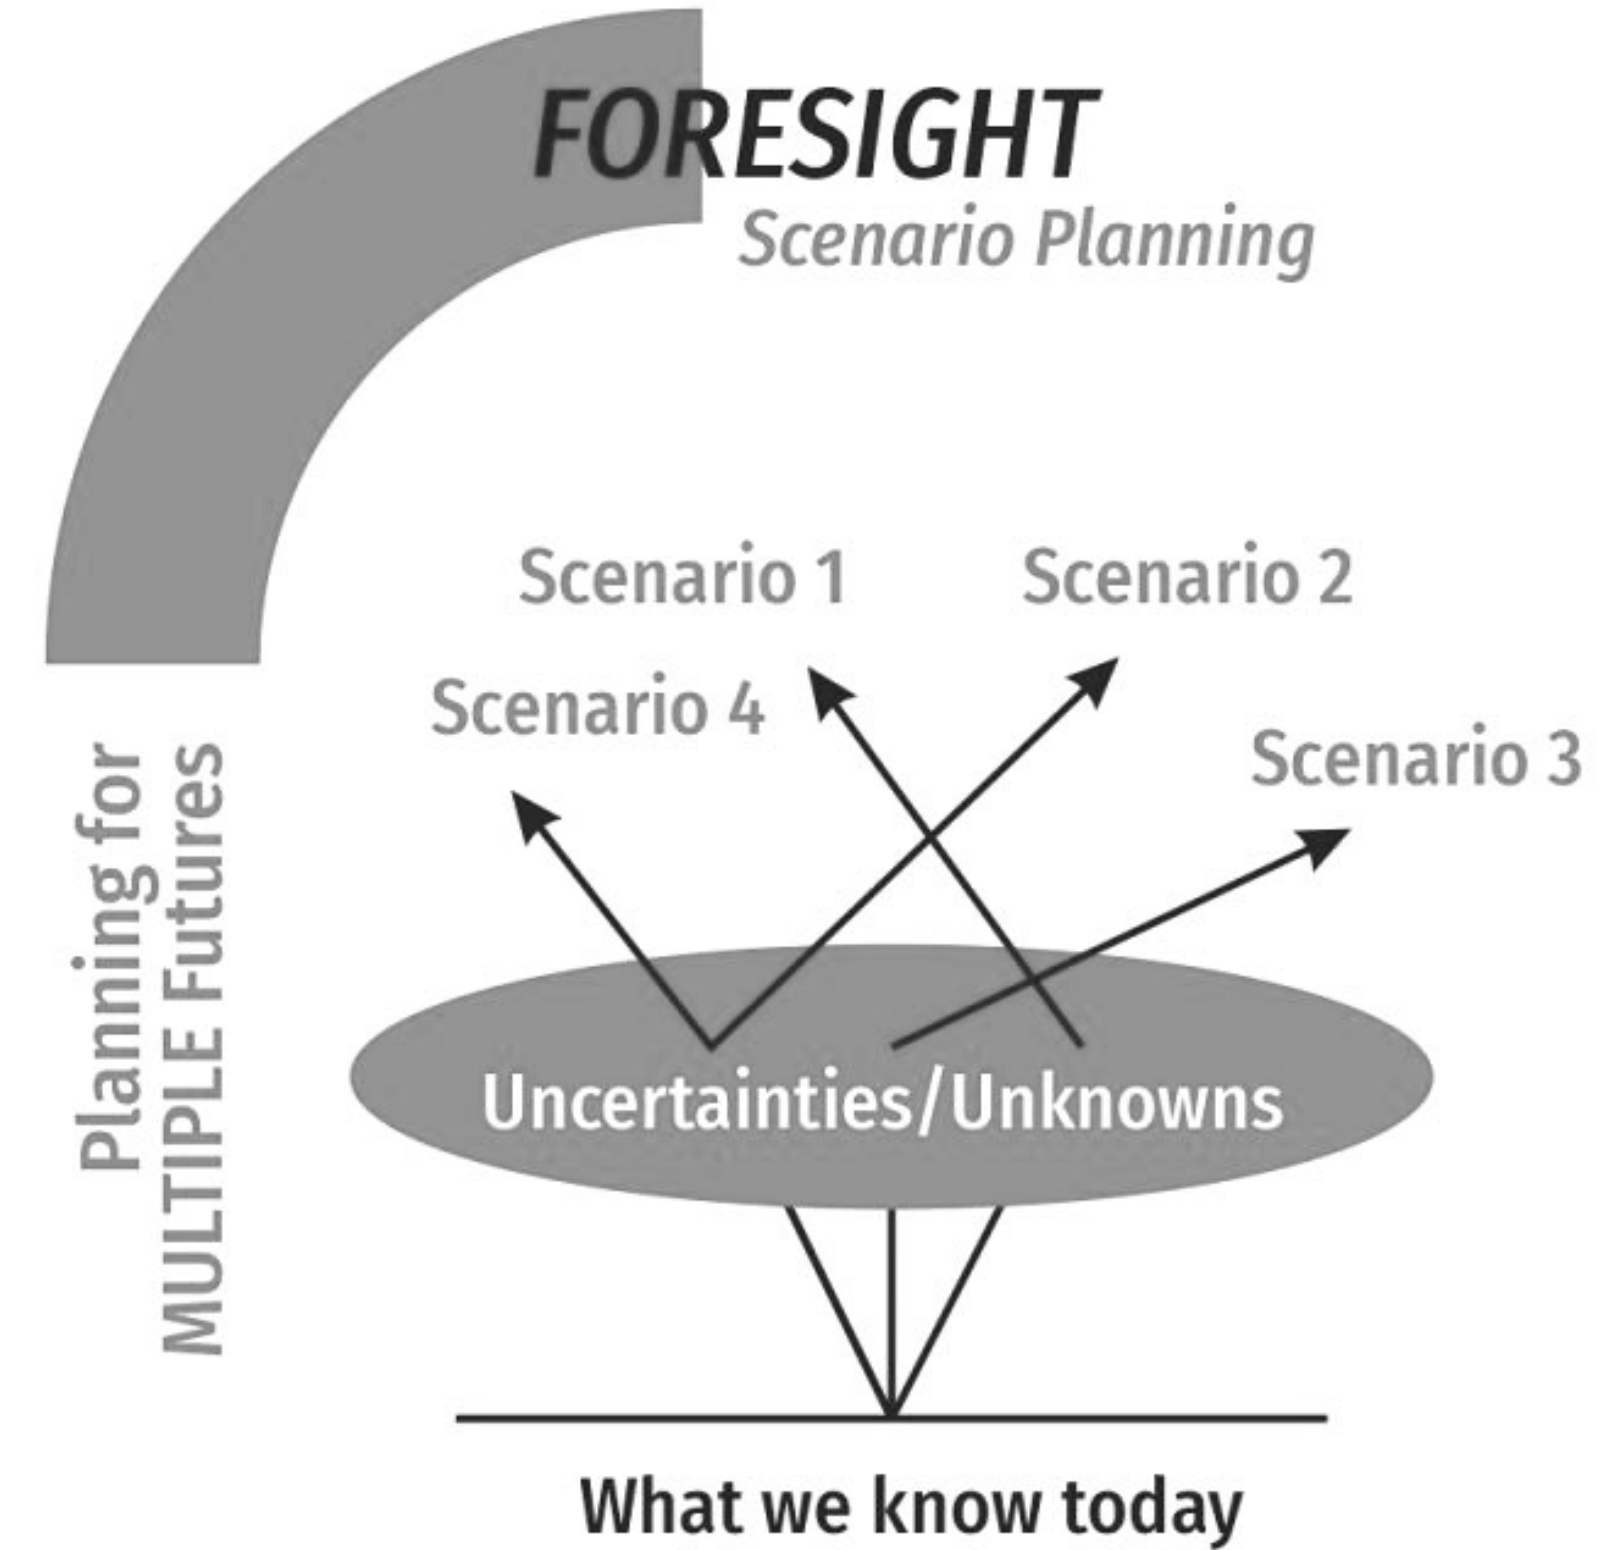 FORESIGHT
Scenario Planning
Scenario 1
Scenario 2
Scenario 4
Scenario 3
Planning for
MULTIPLE Futures
Uncertainties/Unknowns
What we know today